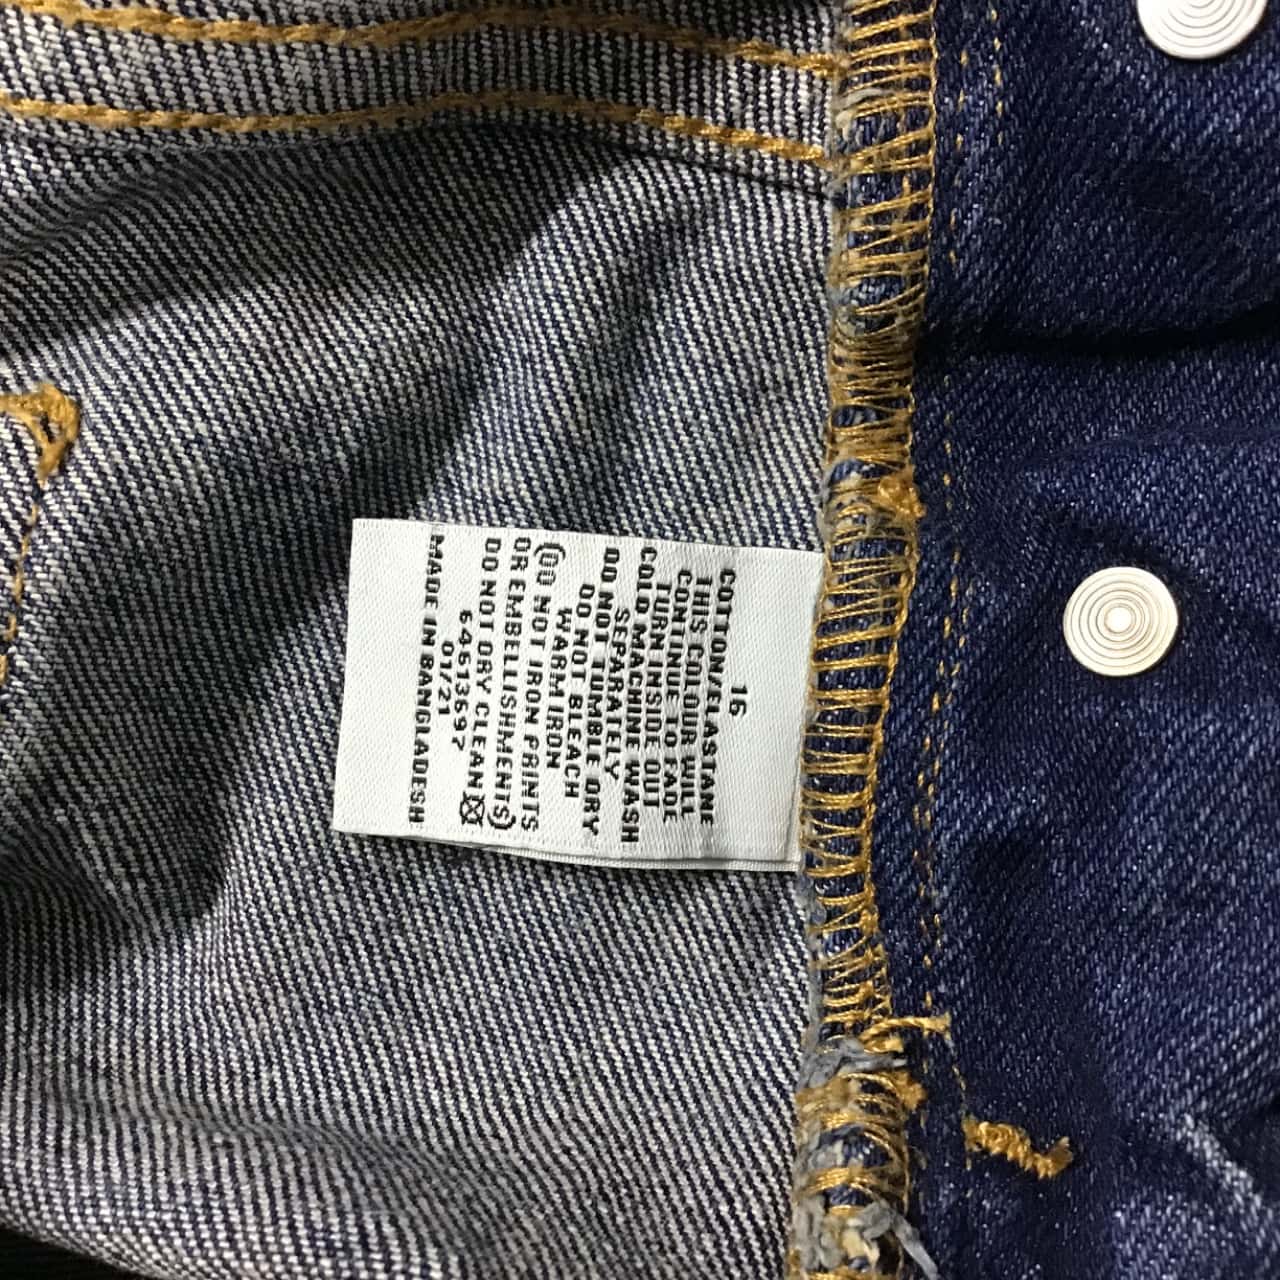 16
COTTON/ELASTANE
THIS COLOUR WILL
CONTINUE TO FADE
TURN INSIDE OUT
COLD MACHINE WASH
SEPARATELY
DO NOT TUMBLE DRY
DO NOT BLEACH
WARM IRON
(DO NOT IRON PRINTS
OR EMBELLISHMENTS)
DO NOT DRY CLEAN
64513597
01/21
MADE IN BANGLADESH